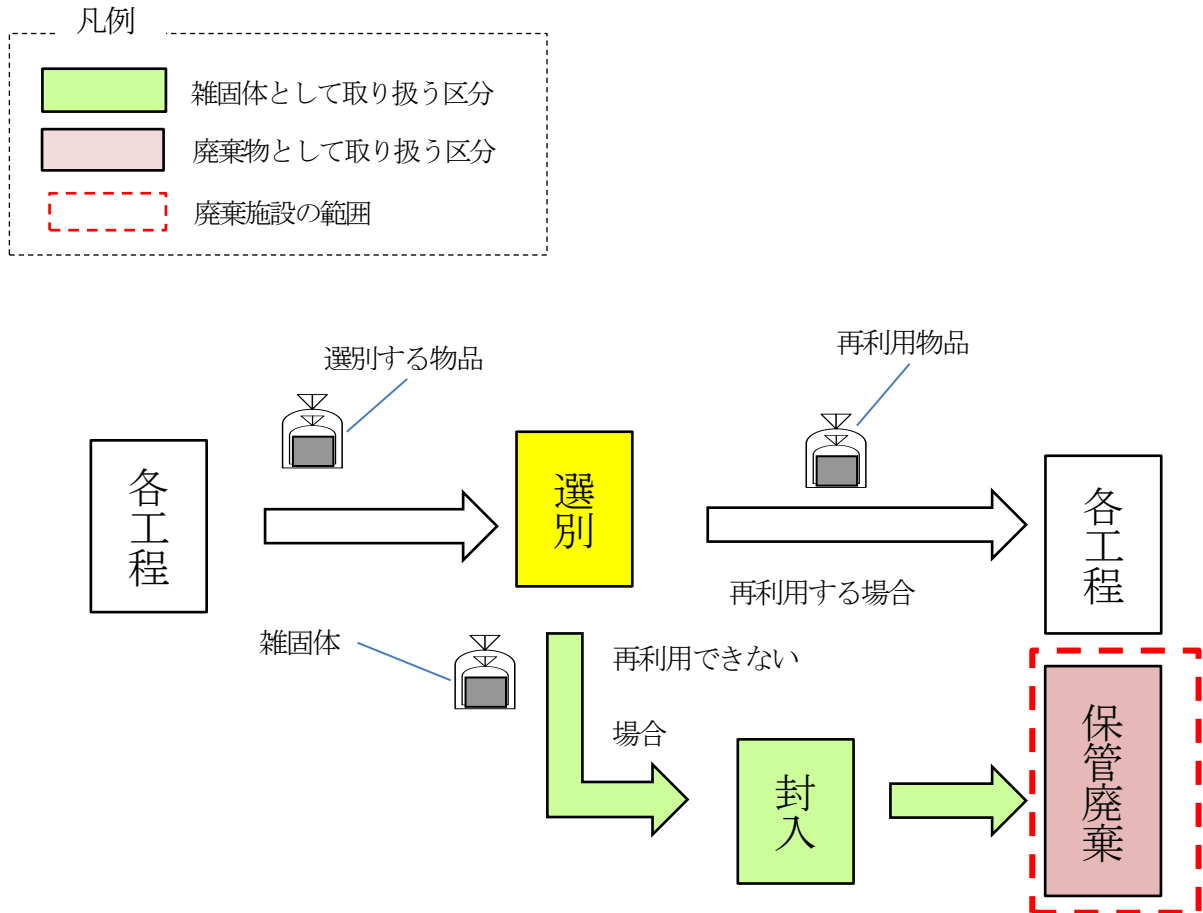 凡例
雑固体として取り扱う区分
廃棄物として取り扱う区分
廃棄施設の範囲
選別する物品
再利用物品
各工程
選別
各工程
再利用する場合
雑固体
再利用できない
場合
封入
保管廃棄